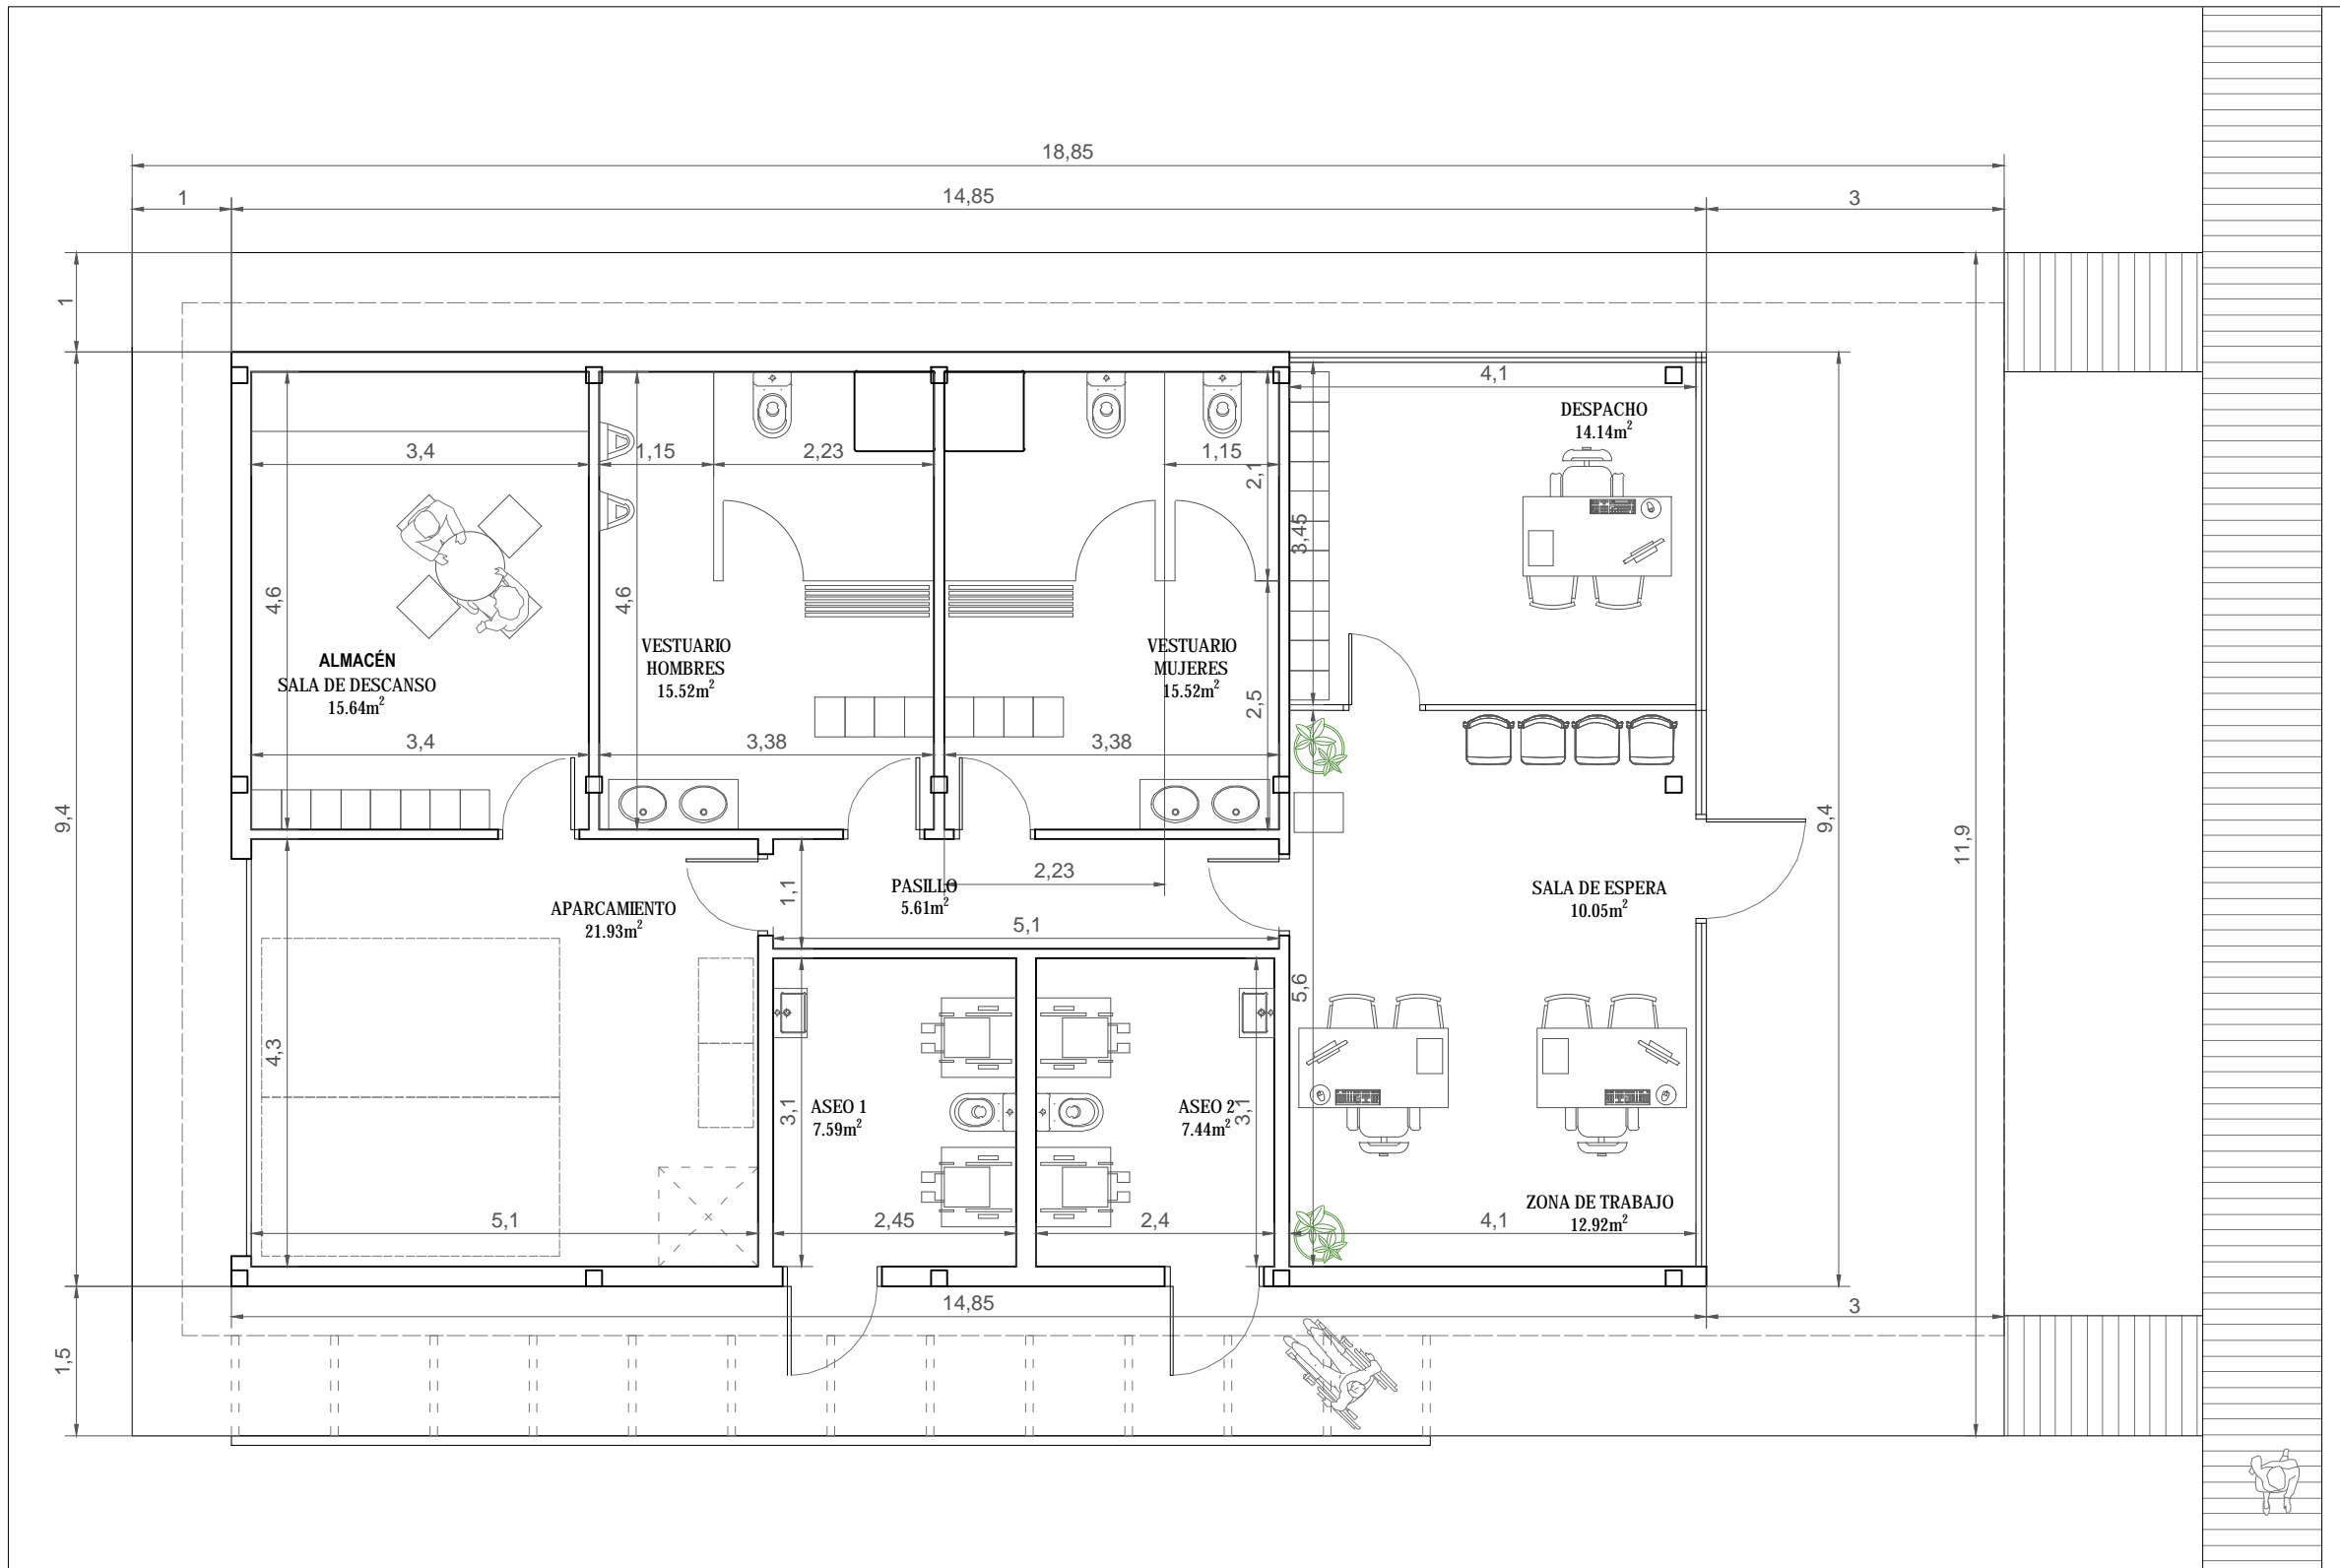 18,85
1
14,85
3
1
4,1
DESPACHO
14.14m²
3,4
1,15
2,23
1,15
2,1
3,45
4,6
4,6
VESTUARIO
HOMBRES
15.52m²
VESTUARIO
MUJERES
15.52m²
ALMACÉN
SALA DE DESCANSO
15.64m²
2,5
3,4
3,38
3,38
9,4
9,4
11,9
1,1
PASILLO
5.61m²
2,23
SALA DE ESPERA
10.05m²
APARCAMIENTO
21.93m²
5,1
5,6
4,3
3,1
ASEO 1
7.59m²
ASEO 2
7.44m²
3,1
ZONA DE TRABAJO
12.92m²
5,1
2,45
2,4
4,1
14,85
3
1,5